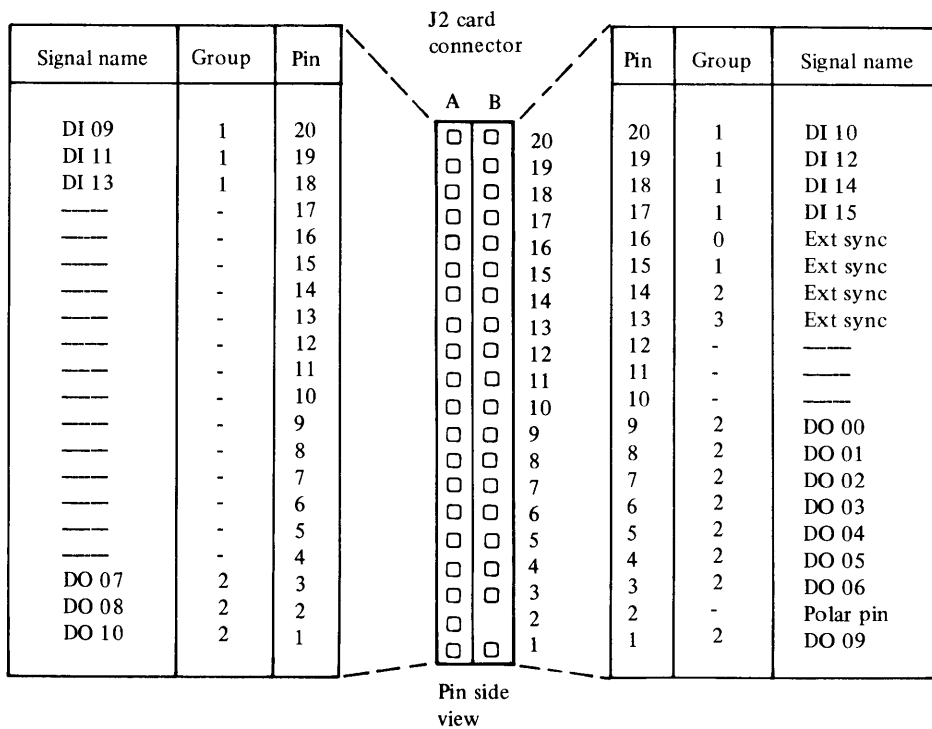 J2 card
connector
Signal name Group Pin
DI 09 1 20
DI 11 1 19
DI 13 1 18
—— - 17
—— - 16
—— - 15
—— - 14
—— - 13
—— - 12
—— - 11
—— - 10
—— - 9
—— - 8
—— - 7
—— - 6
—— - 5
—— - 4
DO 07 2 3
DO 08 2 2
DO 10 2 1
A B
20
19
18
17
16
15
14
13
12
11
10
9
8
7
6
5
4
3
2
1
Pin side
view
Pin Group Signal name
20 1 DI 10
19 1 DI 12
18 1 DI 14
17 1 DI 15
16 0 Ext sync
15 1 Ext sync
14 2 Ext sync
13 3 Ext sync
12 - ——
11 - ——
10 - ——
9 2 DO 00
8 2 DO 01
7 2 DO 02
6 2 DO 03
5 2 DO 04
4 2 DO 05
3 2 DO 06
2 - Polar pin
1 2 DO 09